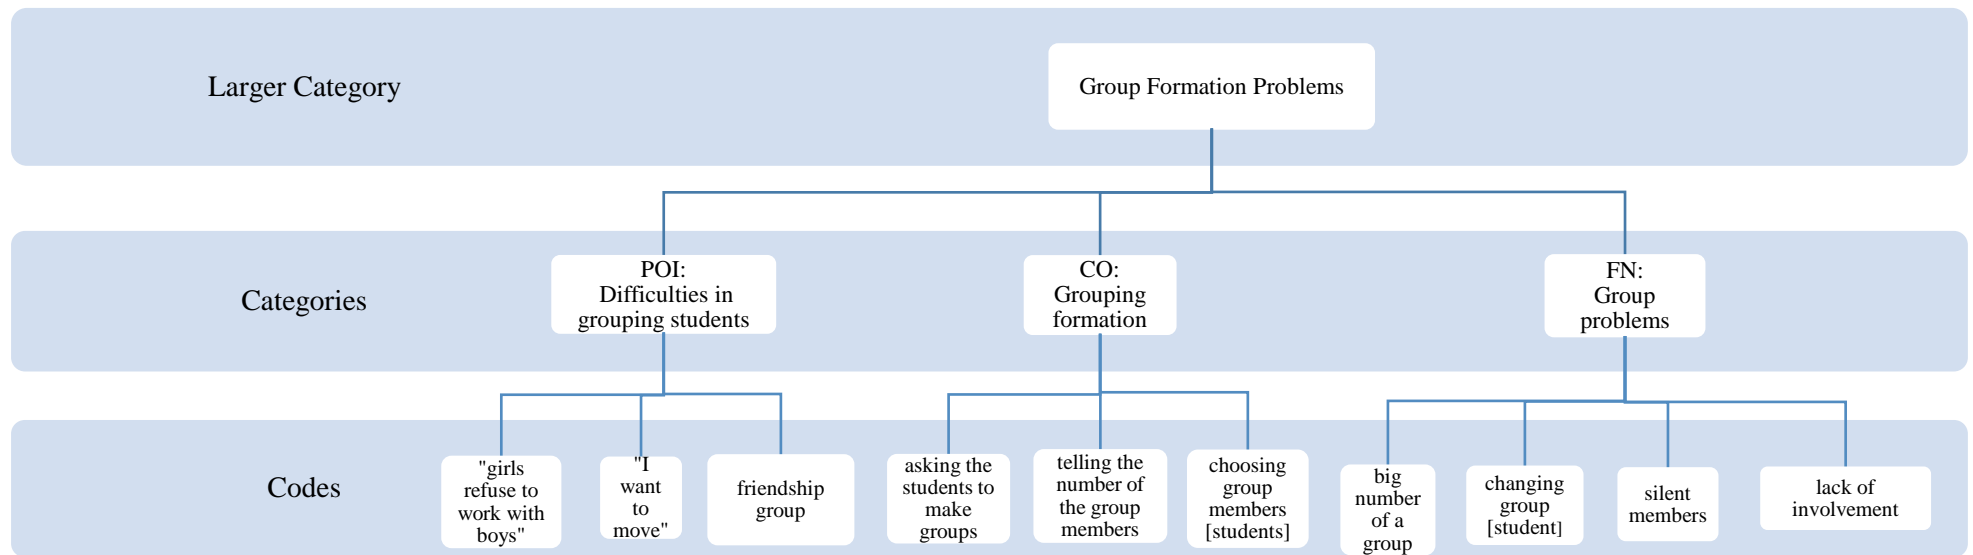 Larger Category
Group Formation Problems
Categories
POI:
Difficulties in
grouping students
CO:
Grouping
formation
FN:
Group
problems
Codes
"girls
refuse to
work with
boys"
"I
want
to
move"
friendship
group
asking the
students to
make
groups
telling the
number of
the group
members
choosing
group
members
[students]
big
number
of a
group
changing
group
[student]
silent
members
lack of
involvement